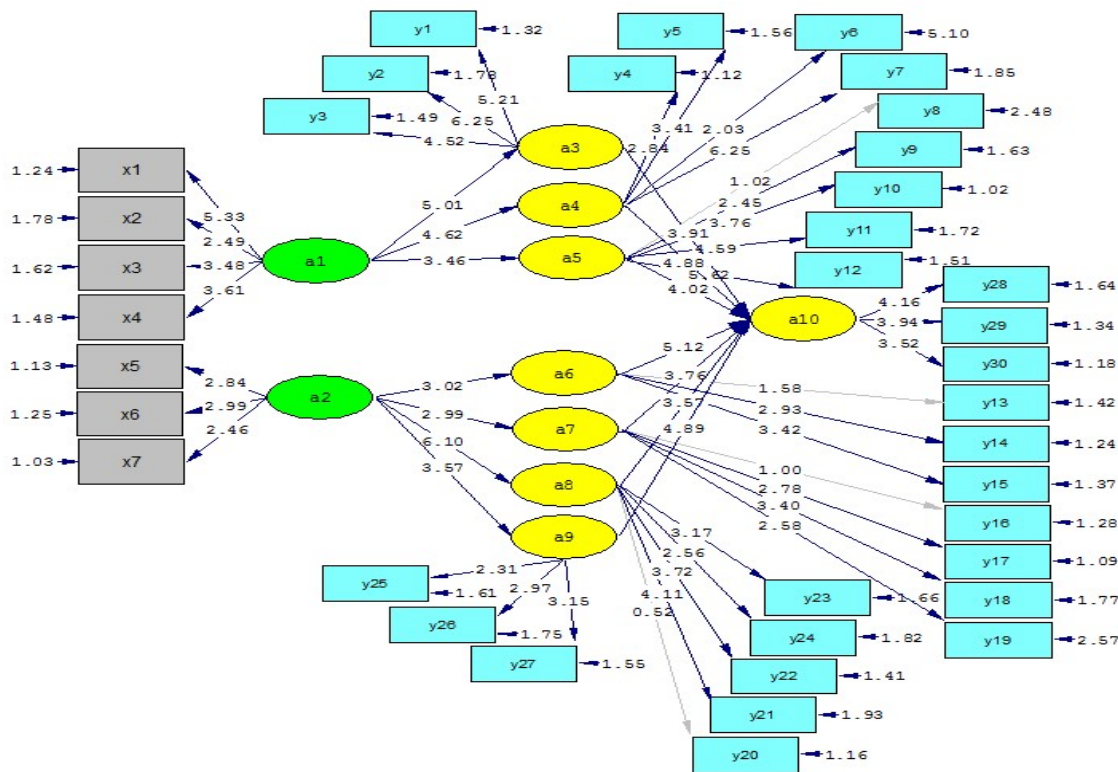 y1 1.32
y5 1.56
y6 5.10
y2 1.78
y4 1.12
y7 1.85
y3 1.49
5.21
6.25
4.52
3.41
2.03
y8 2.48
x1 1.24
a3
2.84
6.25
y9 1.63
5.33
5.01
a4
1.02
2.45
y10 1.02
x2 1.78
2.49
4.62
3.91
3.76
y11 1.72
x3 1.62
3.48
a1
3.46
a5
4.88
4.59
y12 1.51
3.61
4.02
5.62
y28 1.64
x4 1.48
a10
4.16
3.94
y29 1.34
3.52
x5 1.13
5.12
y30 1.18
2.84
a6
3.76
1.58
y13 1.42
x6 1.25
2.99
a2
3.02
3.57
2.93
y14 1.24
2.46
2.99
a7
4.89
3.42
x7 1.03
6.10
1.00
y15 1.37
3.57
a8
2.78
3.40
2.58
y16 1.28
a9
3.17
2.56
3.72
y17 1.09
2.31
4.11
0.52
y25 1.61
2.97
3.15
y23 1.66
y18 1.77
y26 1.75
y24 1.82
y19 2.57
y27 1.55
y22 1.41
y21 1.93
y20 1.16